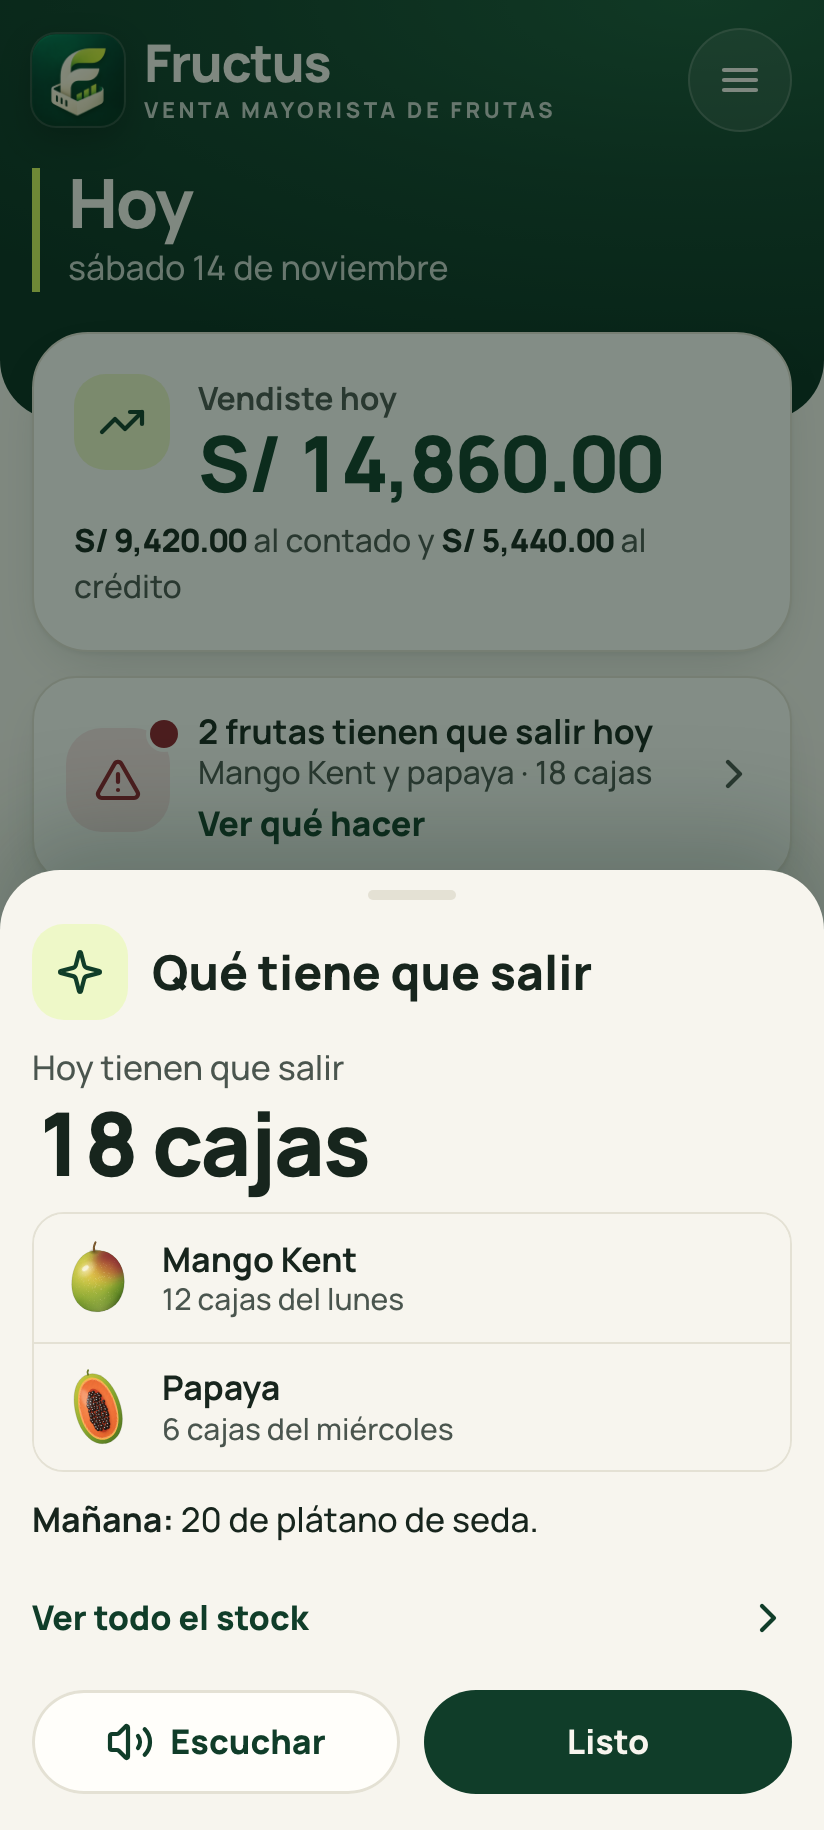 Fructus
VENTA MAYORISTA DE FRUTAS
Hoy
sábado 14 de noviembre
Vendiste hoy
S/ 14,860.00
S/ 9,420.00 al contado y S/ 5,440.00 al
crédito
2 frutas tienen que salir hoy
Mango Kent y papaya · 18 cajas
Ver qué hacer
Qué tiene que salir
Hoy tienen que salir
18 cajas
Mango Kent
12 cajas del lunes
Papaya
6 cajas del miércoles
Mañana: 20 de plátano de seda.
Ver todo el stock
Escuchar
Listo